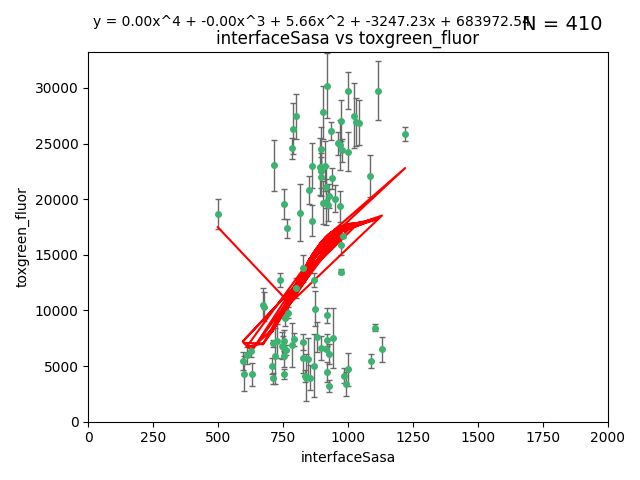 y = 0.00x^4 + -0.00x^3 + 5.66x^2 + -3247.23x + 683972.54
N = 410
interfaceSasa vs toxgreen_fluor
30000
25000
20000
15000
10000
5000
0
toxgreen_fluor
0 250 500 750 1000 1250 1500 1750 2000
interfaceSasa